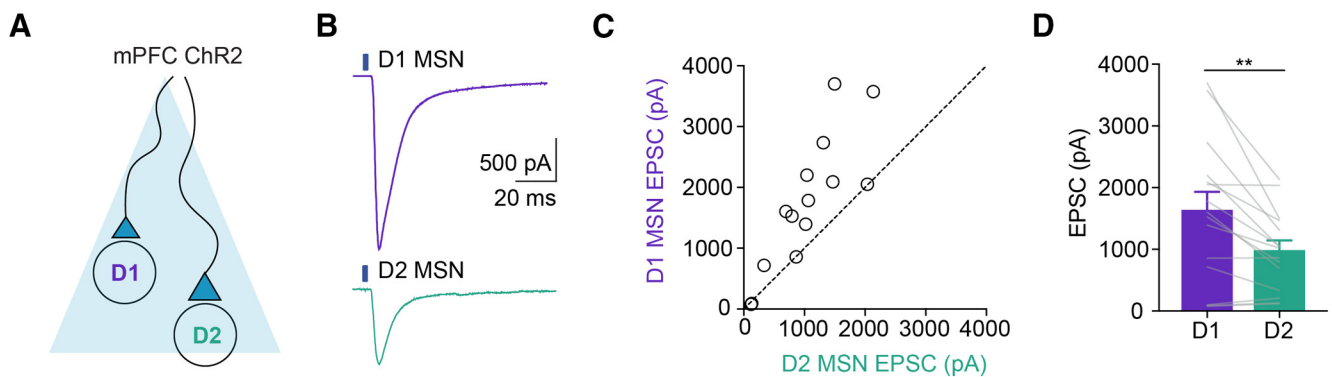 A
mPFC ChR2
D1
D2
B
D1 MSN
500 pA
20 ms
D2 MSN
C
D1 MSN EPSC (pA)
4000
3000
2000
1000
0
0 1000 2000 3000 4000
D2 MSN EPSC (pA)
D
**
EPSC (pA)
4000
3000
2000
1000
0
D1 D2